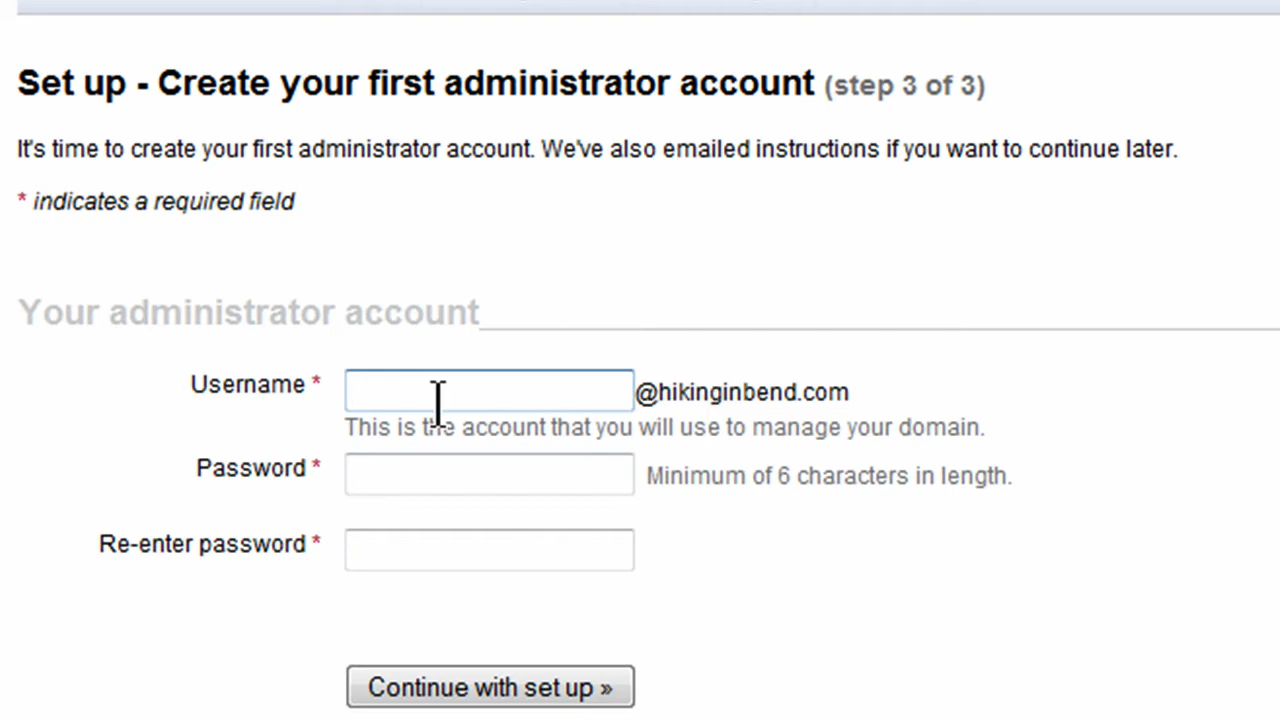 Set up - Create your first administrator account (step 3 of 3)
It's time to create your first administrator account. We've also emailed instructions if you want to continue later.
* indicates a required field
Your administrator account
Username * @hikinginbend.com
This is the account that you will use to manage your domain.
Password * Minimum of 6 characters in length.
Re-enter password *
Continue with set up »